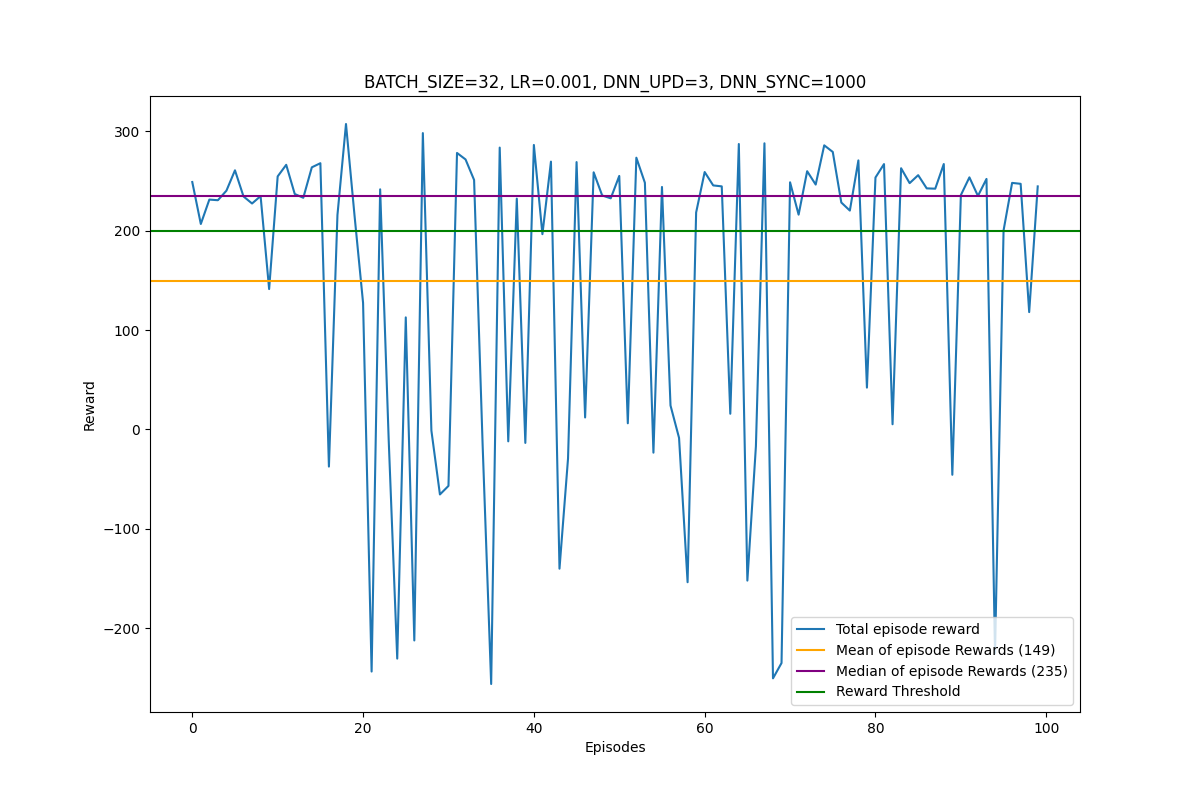 BATCH_SIZE=32, LR=0.001, DNN_UPD=3, DNN_SYNC=1000
300
200
100
0
−100
−200
Reward
0
20
40
60
80
100
Episodes
Total episode reward
Mean of episode Rewards (149)
Median of episode Rewards (235)
Reward Threshold